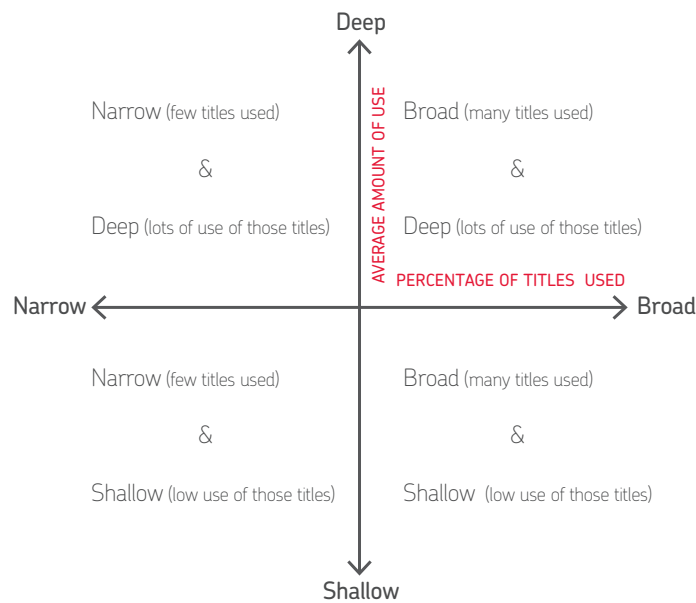 Deep
Narrow (few titles used)
&
Deep (lots of use of those titles)
AVERAGE AMOUNT OF USE
Broad (many titles used)
&
Deep (lots of use of those titles)
PERCENTAGE OF TITLES USED
Narrow
Broad
Narrow (few titles used)
&
Shallow (low use of those titles)
Broad (many titles used)
&
Shallow (low use of those titles)
Shallow